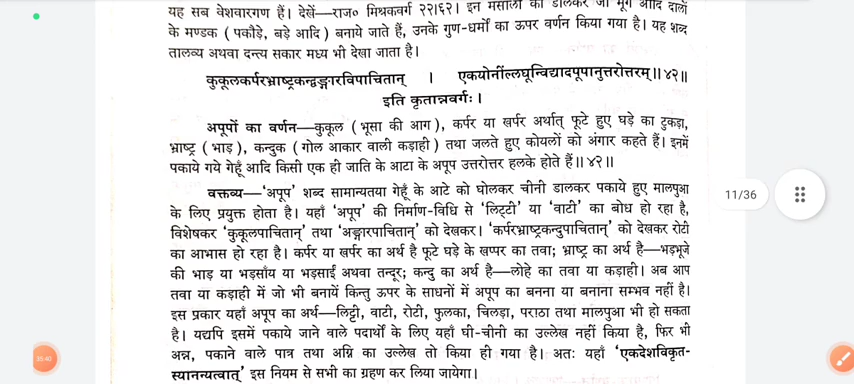 यह सब वेशवारगण हैं। देखें—राज० मिश्रकवर्ग २२।६२। इन मसालों को डालकर जो मूँग आदि दालों
के मण्डक (पकौड़े, बड़े आदि) बनाये जाते हैं, उनके गुण-धर्मों का ऊपर वर्णन किया गया है। यह शब्द
तालव्य अथवा दन्त्य सकार मध्य भी देखा जाता है।
कुकूलकर्परभ्राष्ट्रकन्द्वङ्गारविपाचितान् । एकयोनींल्लघून्विद्यादपूपानुत्तरोत्तरम्॥४२॥
इति कृतान्नवर्गः।
अपूपों का वर्णन—कुकूल (भूसा की आग), कर्पर या खर्पर अर्थात् फूटे हुए घड़े का टुकड़ा,
भ्राष्ट्र (भाड़), कन्दुक (गोल आकार वाली कड़ाही) तथा जलते हुए कोयलों को अंगार कहते हैं। इनमें
पकाये गये गेहूँ आदि किसी एक ही जाति के आटा के अपूप उत्तरोत्तर हलके होते हैं॥४२॥
वक्तव्य—'अपूप' शब्द सामान्यतया गेहूँ के आटे को घोलकर चीनी डालकर पकाये हुए मालपुआ
के लिए प्रयुक्त होता है। यहाँ 'अपूप' की निर्माण-विधि से 'लिट्टी' या 'वाटी' का बोध हो रहा है,
विशेषकर 'कुकूलपाचितान्' तथा 'अङ्गारपाचितान्' को देखकर। 'कर्परभ्राष्ट्रकन्दुपाचितान्' को देखकर रोटी
का आभास हो रहा है। कर्पर या खर्पर का अर्थ है फूटे घड़े के खप्पर का तवा; भ्राष्ट्र का अर्थ है—भड़भूजे
की भाड़ या भड़साँय या भड़साईं अथवा तन्दूर; कन्दु का अर्थ है—लोहे का तवा या कड़ाही। अब आप
तवा या कड़ाही में जो भी बनायें किन्तु ऊपर के साधनों में अपूप का बनना या बनाना सम्भव नहीं है।
इस प्रकार यहाँ अपूप का अर्थ—लिट्टी, वाटी, रोटी, फुलका, चिलड़ा, पराठा तथा मालपुआ भी हो सकता
है। यद्यपि इसमें पकाये जाने वाले पदार्थों के लिए यहाँ घी-चीनी का उल्लेख नहीं किया है, फिर भी
अन्न, पकाने वाले पात्र तथा अग्नि का उल्लेख तो किया ही गया है। अतः यहाँ 'एकदेशविकृत-
स्यानन्यत्वात्' इस नियम से सभी का ग्रहण कर लिया जायेगा।
11/36
35:40